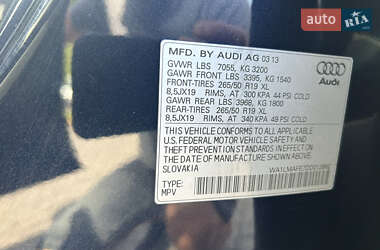 auto RIA.com
MFD. BY AUDI AG 03 13
GVWR LBS 7055, KG 3200
GAWR FRONT LBS 3395, KG 1540
FRONT-TIRES 265/50 R19 XL
8,5JX19 RIMS, AT 300 KPA 44 PSI COLD
GAWR REAR LBS 3968, KG 1800
REAR-TIRES 265/50 R19 XL
8,5JX19 RIMS, AT 340 KPA 49 PSI COLD
THIS VEHICLE CONFORMS TO ALL APPLICABLE
U.S. FEDERAL MOTOR VEHICLE SAFETY AND
THEFT PREVENTION STANDARDS IN EFFECT ON THE
DATE OF MANUFACTURE SHOWN ABOVE.
SLOVAKIA
TYPE:
MPV
Audi